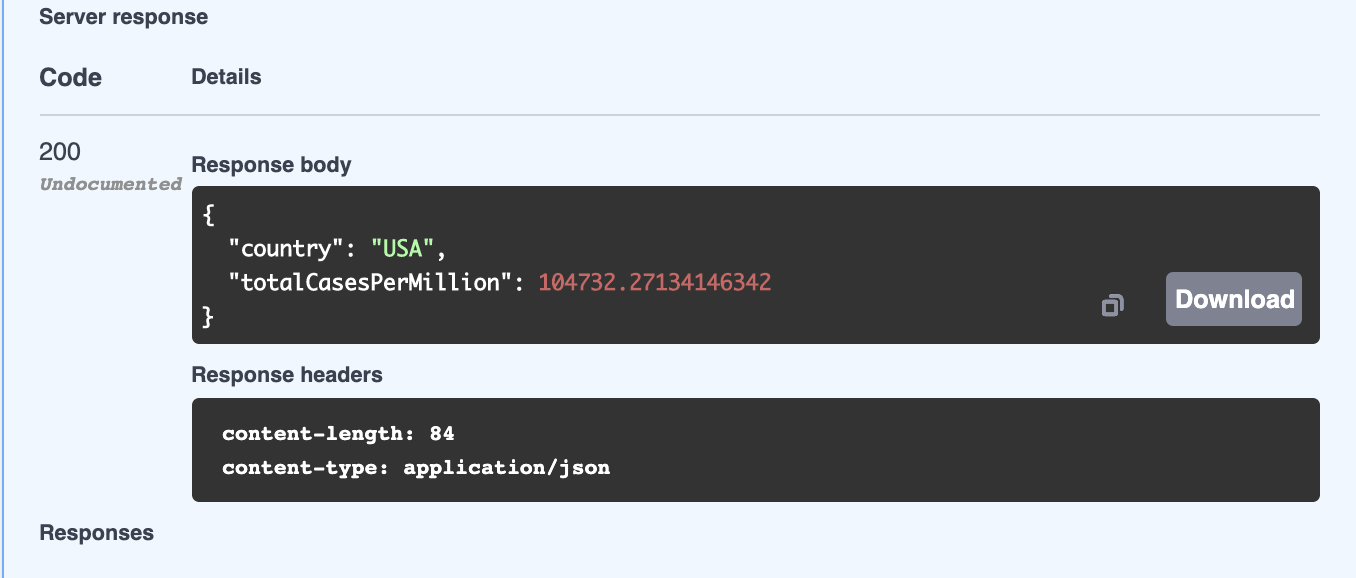 Server response
Code Details
200
Undocumented
Response body
{
  "country": "USA",
  "totalCasesPerMillion": 104732.27134146342
}
Download
Response headers
content-length: 84
content-type: application/json
Responses